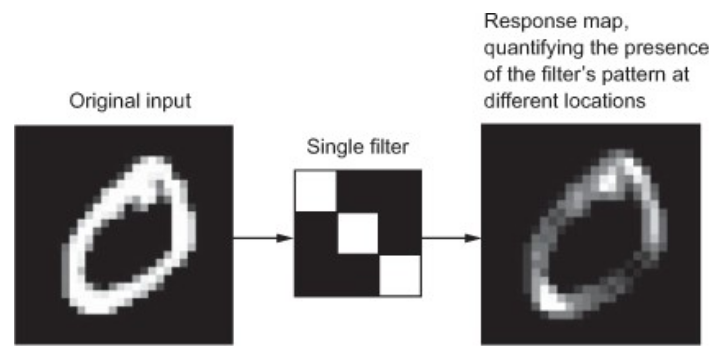 Original input
Single filter
Response map,
quantifying the presence
of the filter's pattern at
different locations